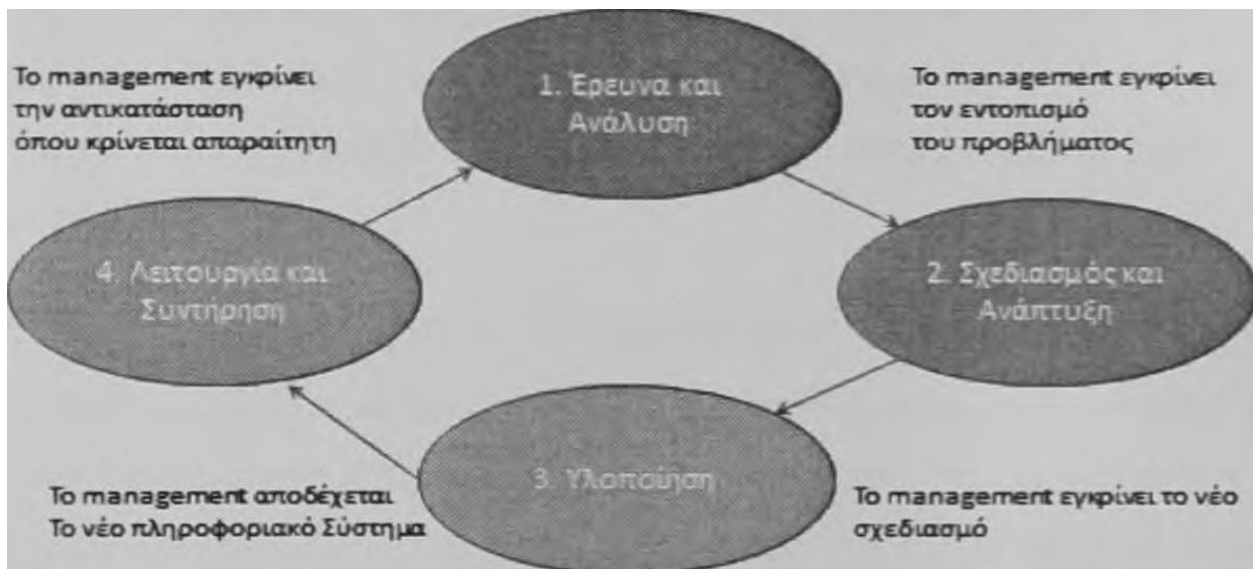 Το management εγκρίνει
την αντικατάσταση
όπου κρίνεται απαραίτητη
1. Έρευνα και
Ανάλυση
Το management εγκρίνει
τον εντοπισμό
του προβλήματος
4. Λειτουργία και
Συντήρηση
2. Σχεδιασμός και
Ανάπτυξη
3. Υλοποίηση
Το management αποδέχεται
Το νέο πληροφοριακό Σύστημα
Το management εγκρίνει το νέο
σχεδιασμό